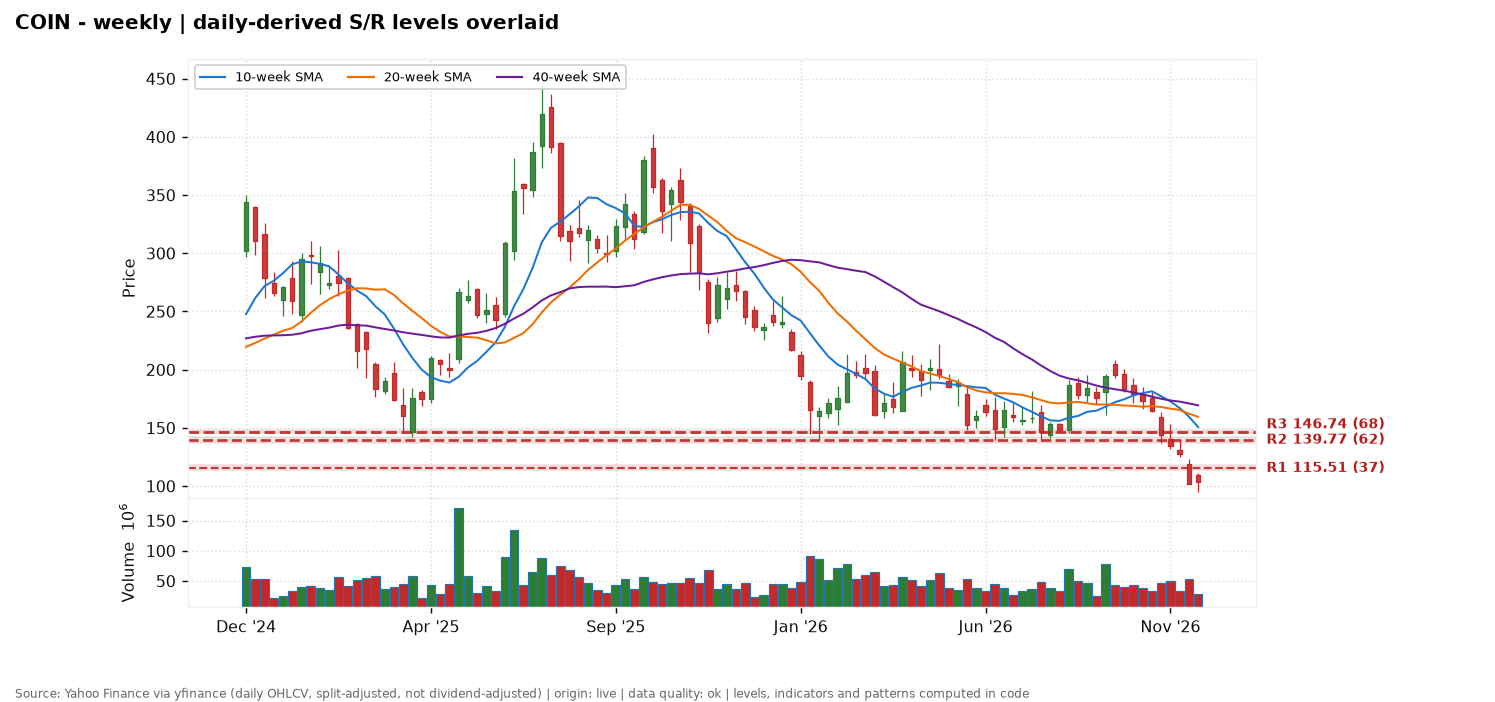 COIN - weekly | daily-derived S/R levels overlaid
10-week SMA
20-week SMA
40-week SMA
Price
450
400
350
300
250
200
150
100
R3 146.74 (68)
R2 139.77 (62)
R1 115.51 (37)
Volume 10⁶
150
100
50
Dec '24
Apr '25
Sep '25
Jan '26
Jun '26
Nov '26
Source: Yahoo Finance via yfinance (daily OHLCV, split-adjusted, not dividend-adjusted) | origin: live | data quality: ok | levels, indicators and patterns computed in code